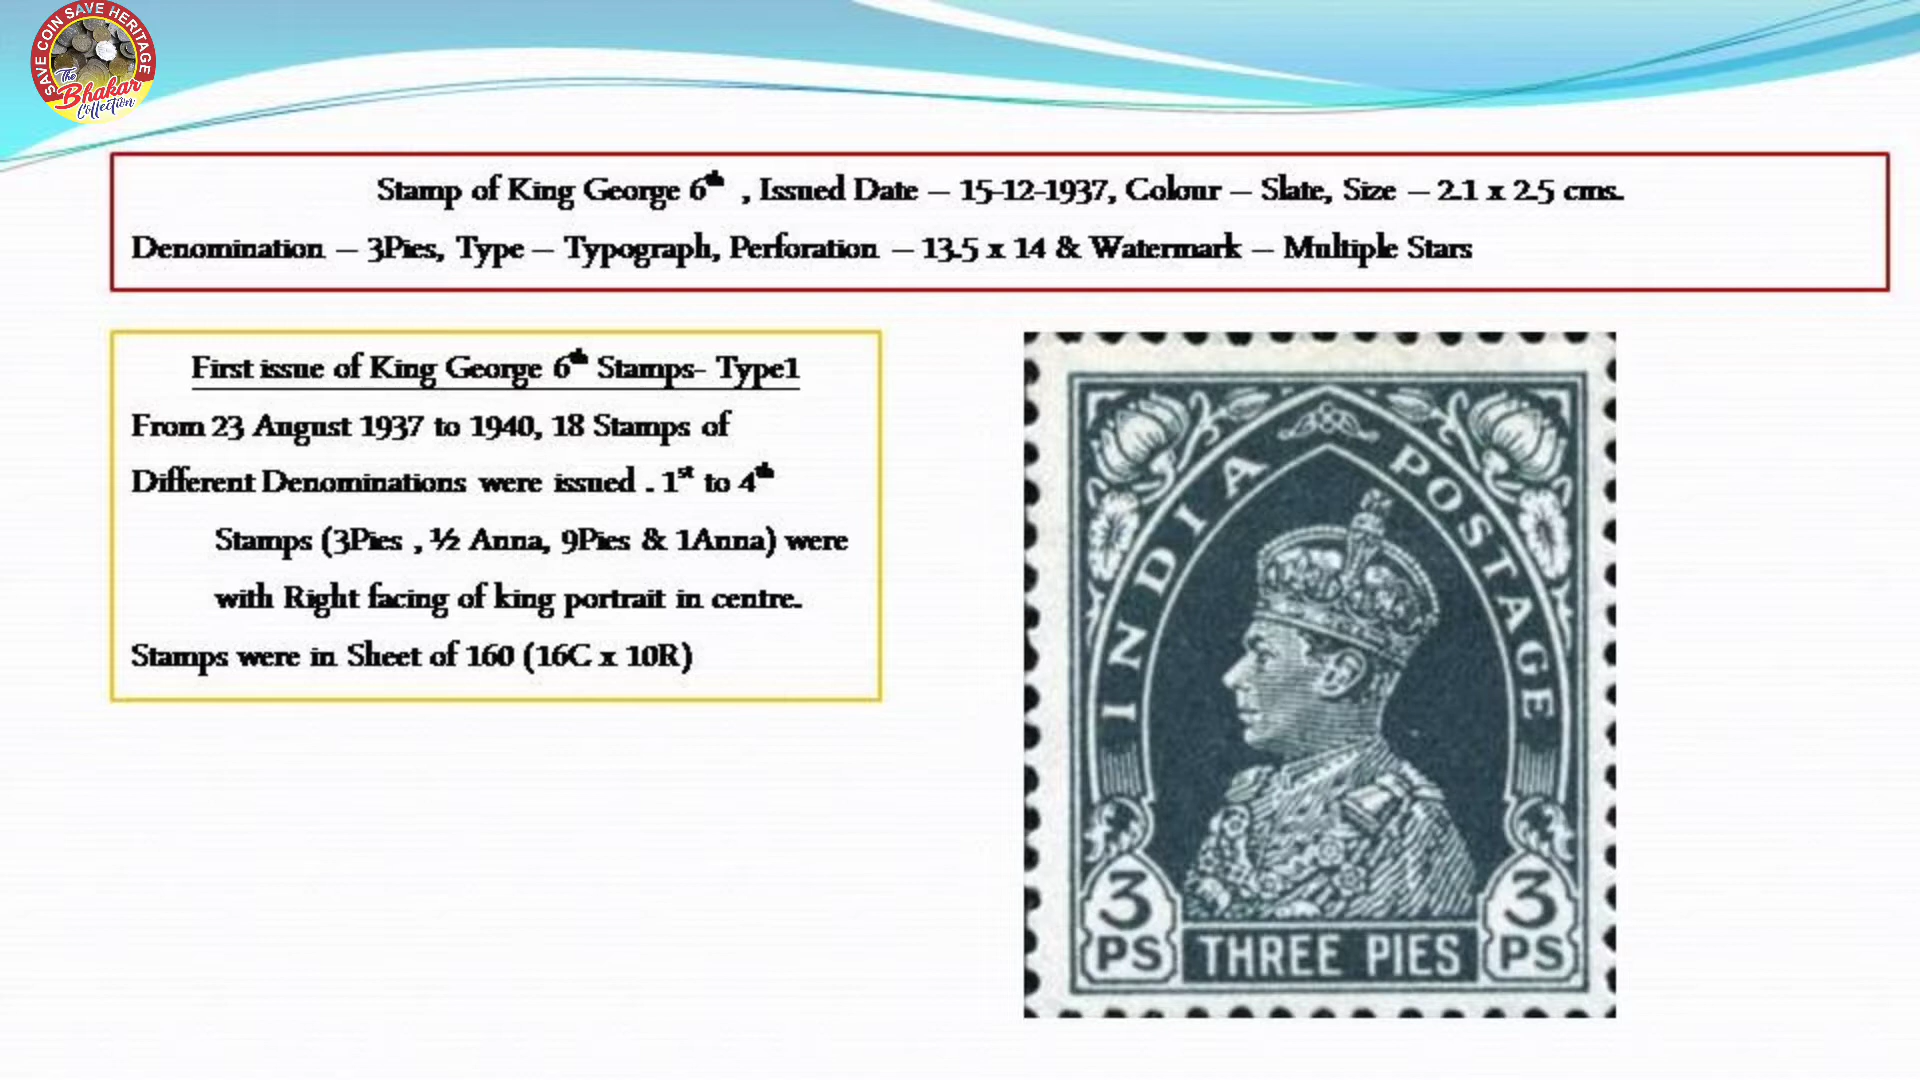 SAVE COIN SAVE HERITAGE
The
Bhakar
Collection
Stamp of King George 6th , Issued Date – 15-12-1937, Colour – Slate, Size – 2.1 x 2.5 cms.
Denomination – 3Pies, Type – Typograph, Perforation – 13.5 x 14 & Watermark – Multiple Stars
First issue of King George 6th Stamps- Type1
From 23 August 1937 to 1940, 18 Stamps of
Different Denominations were issued . 1st to 4th
Stamps (3Pies , ½ Anna, 9Pies & 1Anna) were
with Right facing of king portrait in centre.
Stamps were in Sheet of 160 (16C x 10R)
INDIA POSTAGE
3 PS
THREE PIES
3 PS